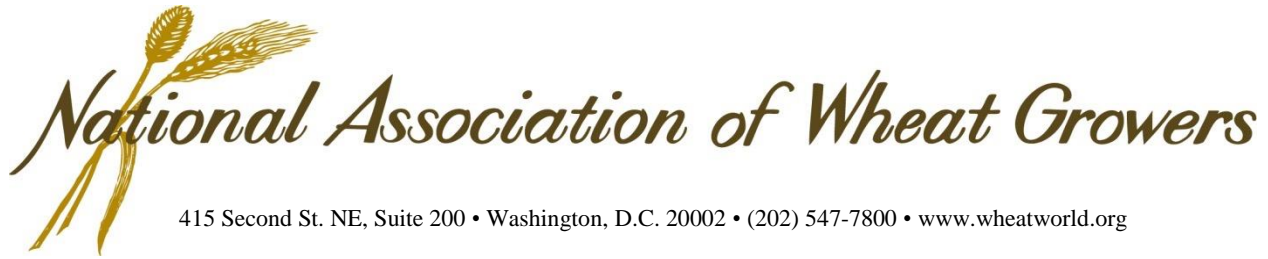 National Association of Wheat Growers
415 Second St. NE, Suite 200 • Washington, D.C. 20002 • (202) 547-7800 • www.wheatworld.org